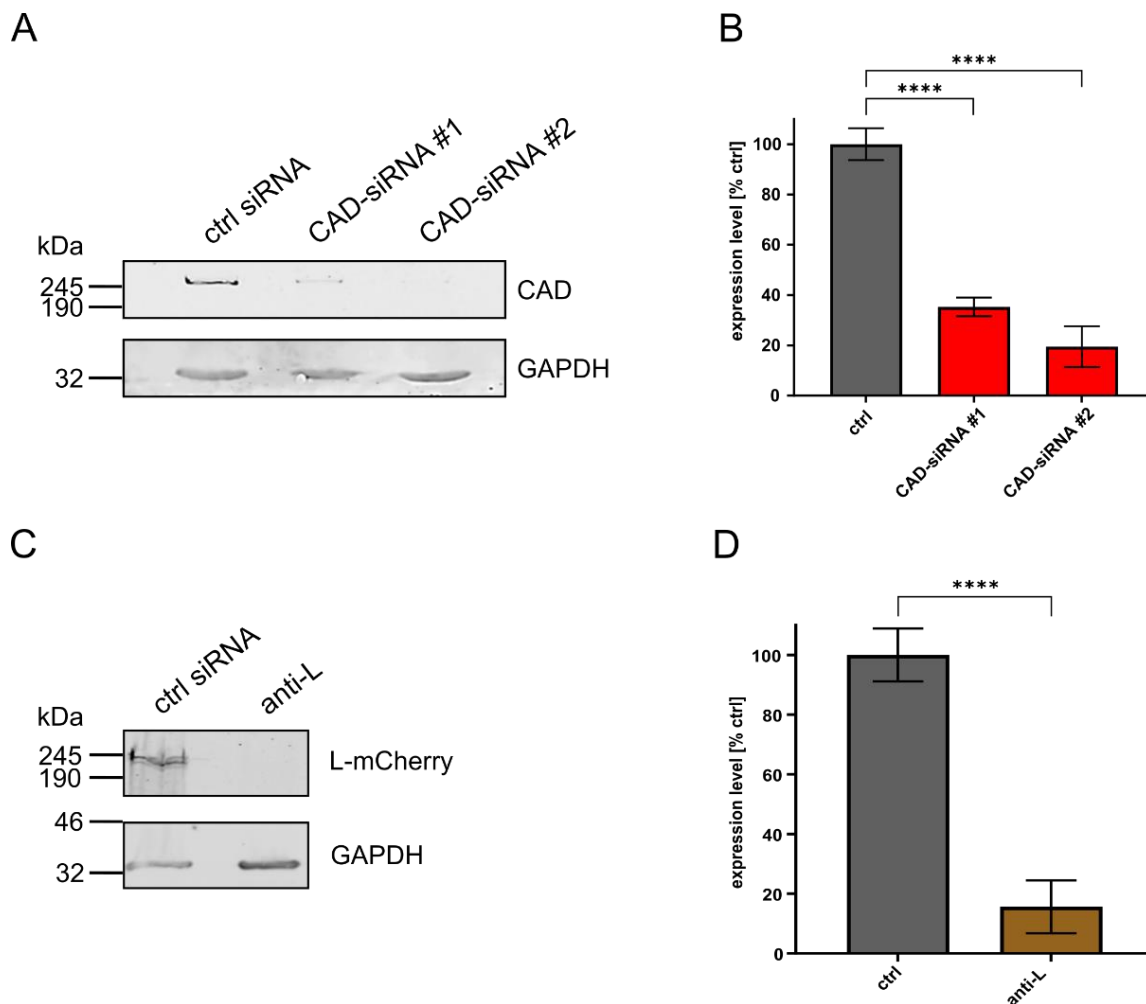 A
ctrl siRNA
CAD-siRNA #1
CAD-siRNA #2
kDa
245
190
CAD
32
GAPDH
B
****
****
expression level [% ctrl]
100
80
60
40
20
0
ctrl
CAD-siRNA #1
CAD-siRNA #2
C
ctrl siRNA
anti-L
kDa
245
190
L-mCherry
46
32
GAPDH
D
****
expression level [% ctrl]
100
80
60
40
20
0
ctrl
anti-L